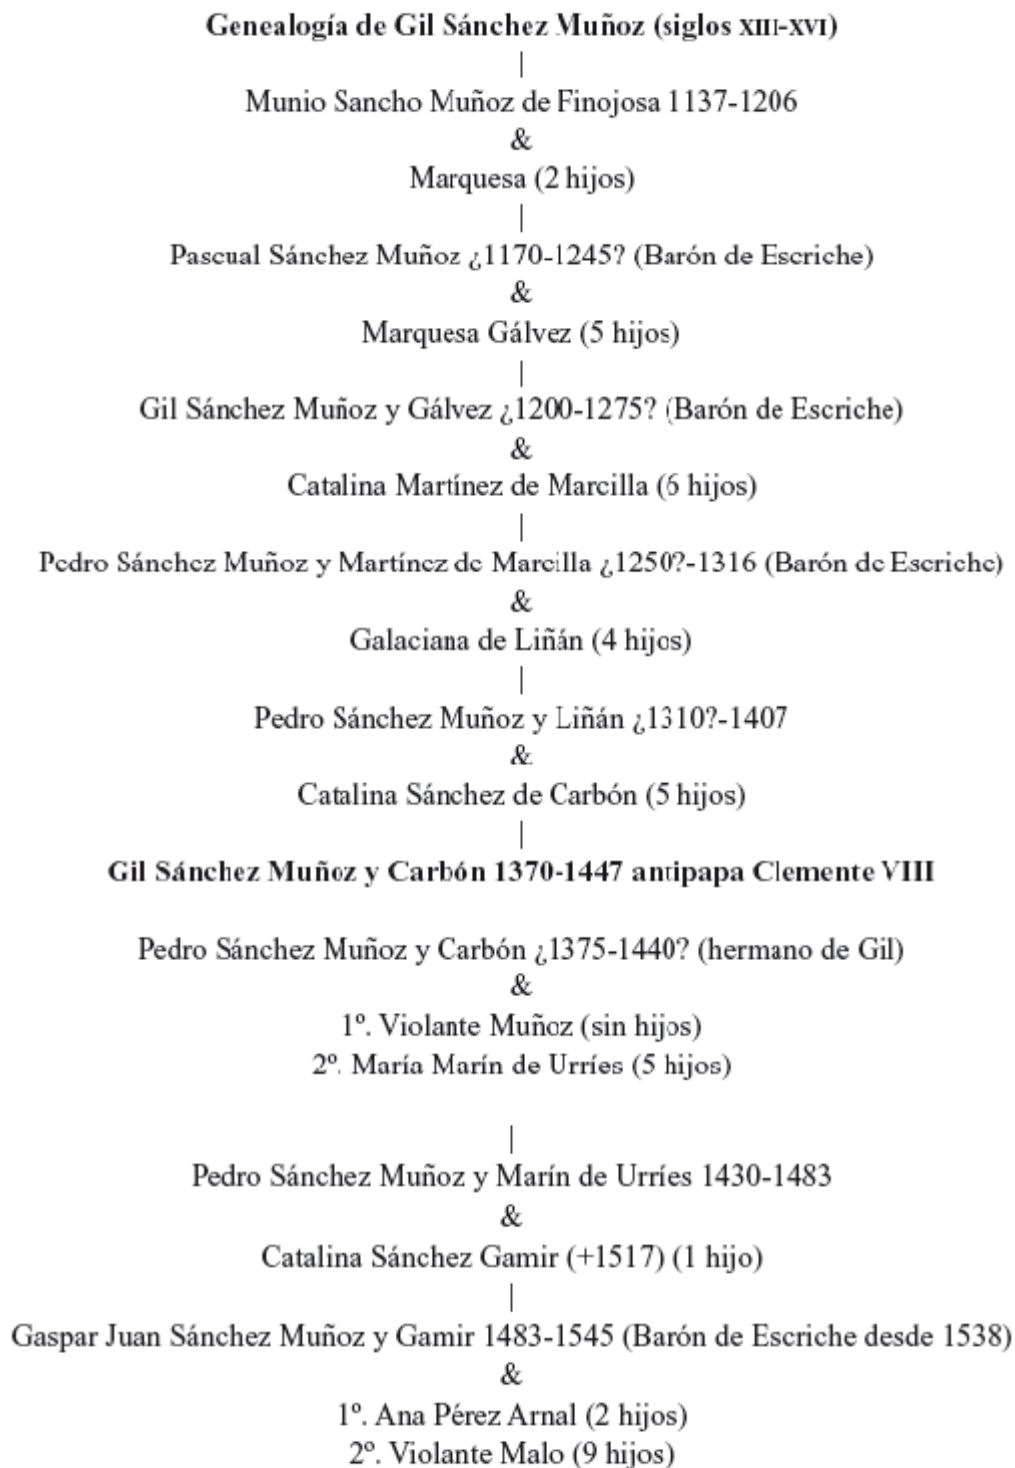 Genealogía de Gil Sánchez Muñoz (siglos XIII-XVI)
|
Munio Sancho Muñoz de Finojosa 1137-1206
&
Marquesa (2 hijos)
|
Pascual Sánchez Muñoz ¿1170-1245? (Barón de Escriche)
&
Marquesa Gálvez (5 hijos)
|
Gil Sánchez Muñoz y Gálvez ¿1200-1275? (Barón de Escriche)
&
Catalina Martínez de Marcilla (6 hijos)
|
Pedro Sánchez Muñoz y Martínez de Marcilla ¿1250?-1316 (Barón de Escriche)
&
Galaciana de Liñán (4 hijos)
|
Pedro Sánchez Muñoz y Liñán ¿1310?-1407
&
Catalina Sánchez de Carbón (5 hijos)
|
Gil Sánchez Muñoz y Carbón 1370-1447 antipapa Clemente VIII
Pedro Sánchez Muñoz y Carbón ¿1375-1440? (hermano de Gil)
&
1º. Violante Muñoz (sin hijos)
2º. María Marín de Urríes (5 hijos)
|
Pedro Sánchez Muñoz y Marín de Urríes 1430-1483
&
Catalina Sánchez Gamir (+1517) (1 hijo)
|
Gaspar Juan Sánchez Muñoz y Gamir 1483-1545 (Barón de Escriche desde 1538)
&
1º. Ana Pérez Arnal (2 hijos)
2º. Violante Malo (9 hijos)